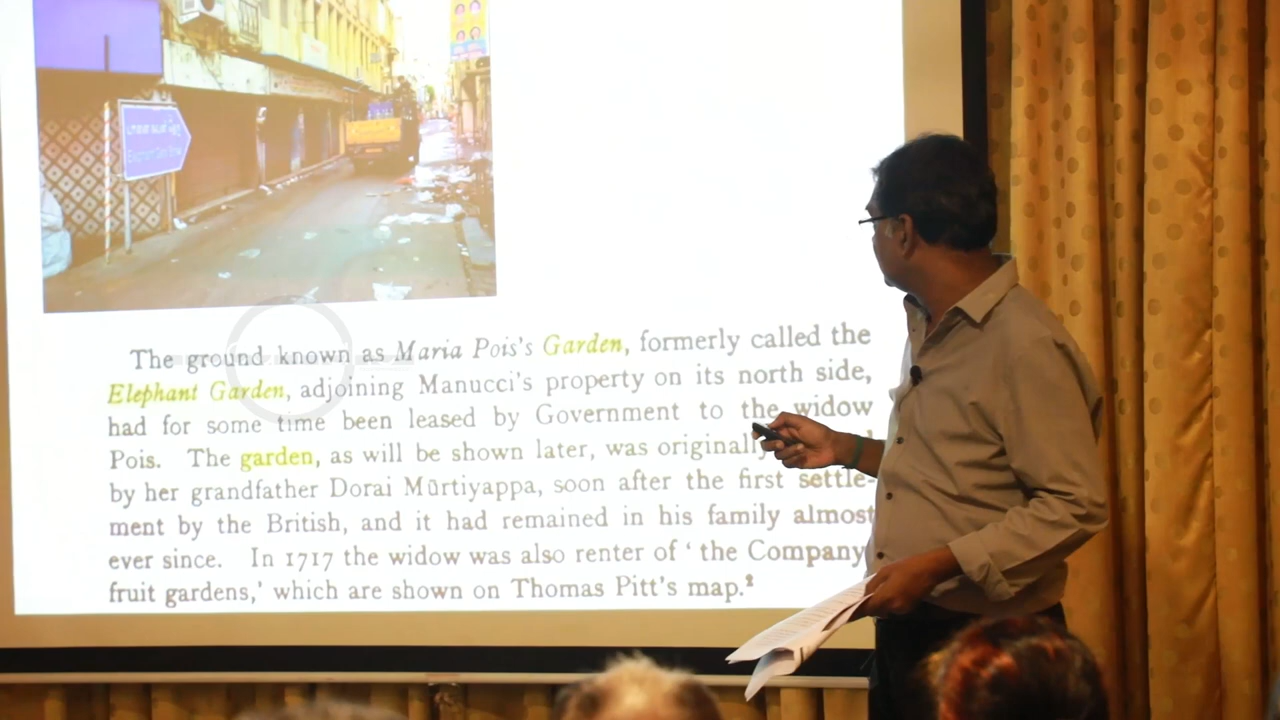 Elephant Gate Street
The ground known as Maria Pois's Garden, formerly called the
Elephant Garden, adjoining Manucci's property on its north side,
had for some time been leased by Government to the widow
Pois. The garden, as will be shown later, was originally
by her grandfather Dorai Mūrtiyappa, soon after the first settle-
ment by the British, and it had remained in his family almost
ever since. In 1717 the widow was also renter of ‘ the Company
fruit gardens,’ which are shown on Thomas Pitt's map.²